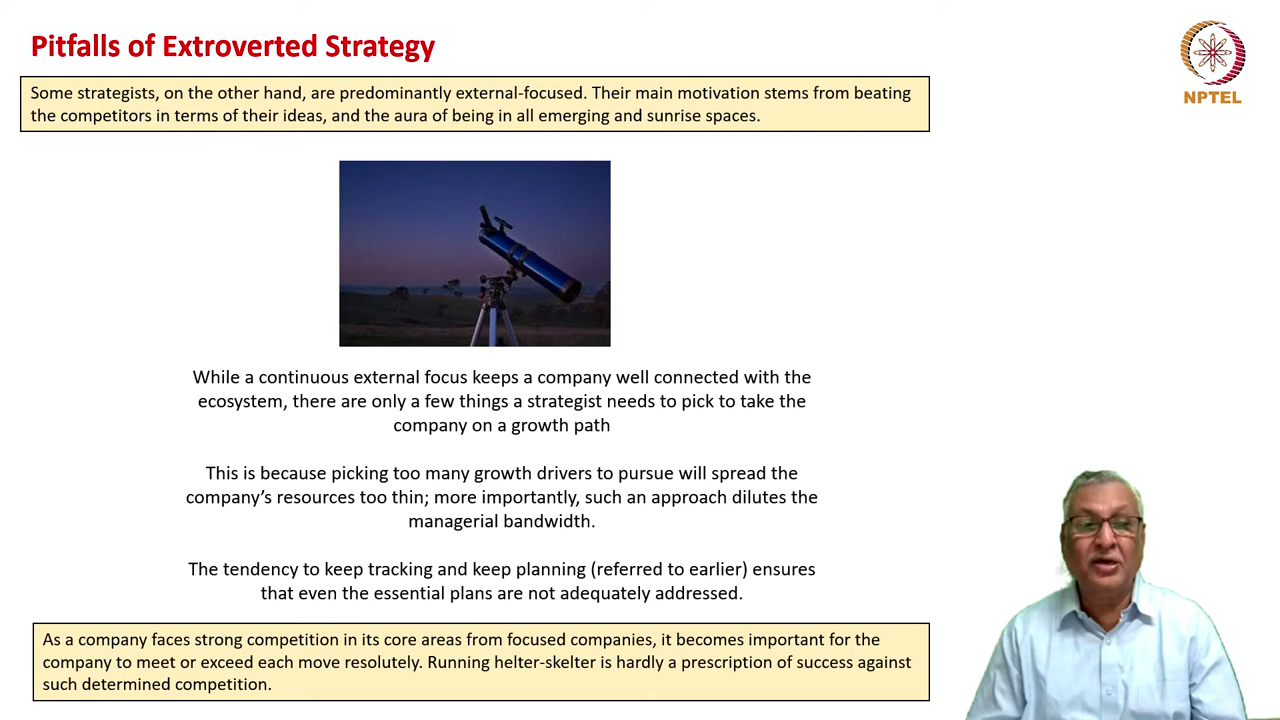 Pitfalls of Extroverted Strategy
NPTEL
Some strategists, on the other hand, are predominantly external-focused. Their main motivation stems from beating
the competitors in terms of their ideas, and the aura of being in all emerging and sunrise spaces.
While a continuous external focus keeps a company well connected with the
ecosystem, there are only a few things a strategist needs to pick to take the
company on a growth path
This is because picking too many growth drivers to pursue will spread the
company’s resources too thin; more importantly, such an approach dilutes the
managerial bandwidth.
The tendency to keep tracking and keep planning (referred to earlier) ensures
that even the essential plans are not adequately addressed.
As a company faces strong competition in its core areas from focused companies, it becomes important for the
company to meet or exceed each move resolutely. Running helter-skelter is hardly a prescription of success against
such determined competition.